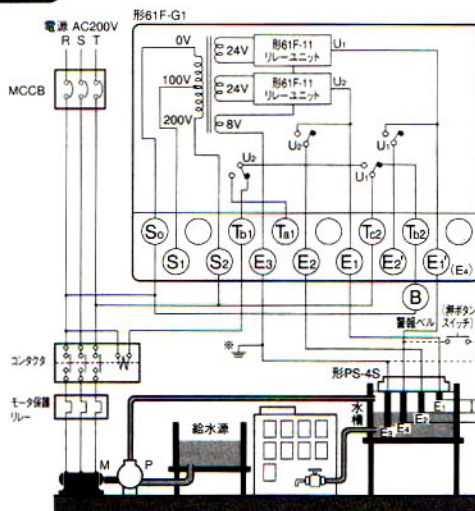 形61F-G1
電源 AC200V
R S T
MCCB
0V
100V
200V
24V
24V
8V
形61F-11
リレーユニット
U₁
形61F-11
リレーユニット
U₂
U₂
U₂
U₁
U₁
S₀
Tb1
Ta1
Tc2
Tb2
S₁
S₂
E₃
E₂
E₁
E₂'
E₁'
(E₄)
B
警報ベル
(押ボタン
スイッチ)
※
コンタクタ
モータ保護
リレー
形PS-4S
水槽
E₁
E₂
E₄
E₃
給水源
M
P